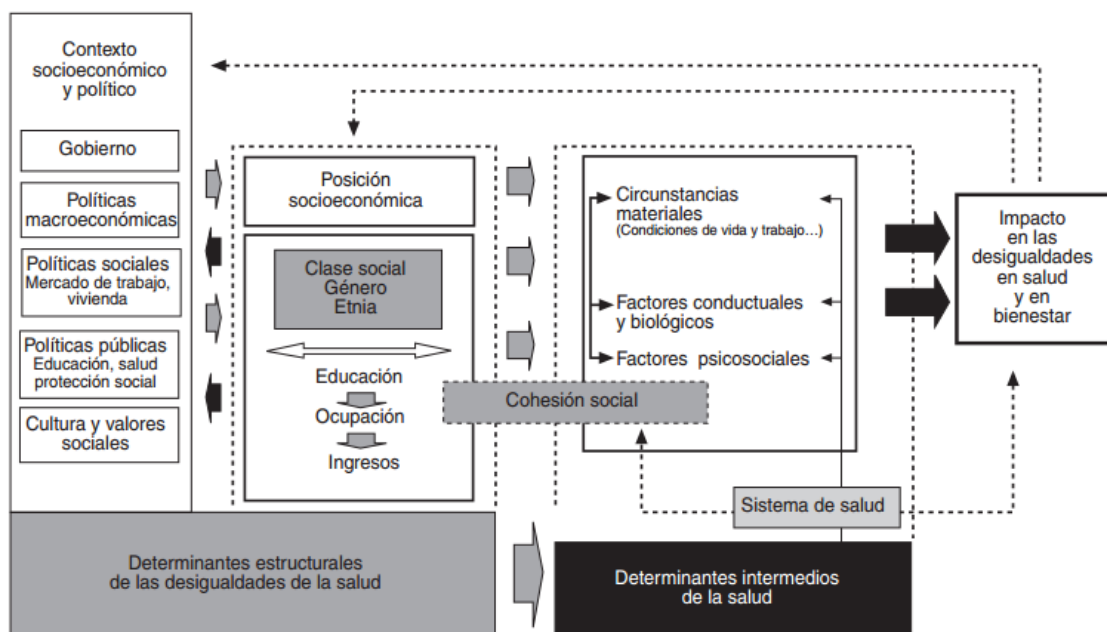 Contexto
socioeconómico
y político
Gobierno
Políticas
macroeconómicas
Políticas sociales
Mercado de trabajo,
vivienda
Políticas públicas
Educación, salud
protección social
Cultura y valores
sociales
Posición
socioeconómica
Clase social
Género
Etnia
Educación
Ocupación
Ingresos
Cohesión social
Circunstancias
materiales
(Condiciones de vida y trabajo...)
Factores conductuales
y biológicos
Factores psicosociales
Sistema de salud
Impacto
en las
desigualdades
en salud
y en
bienestar
Determinantes estructurales
de las desigualdades de la salud
Determinantes intermedios
de la salud